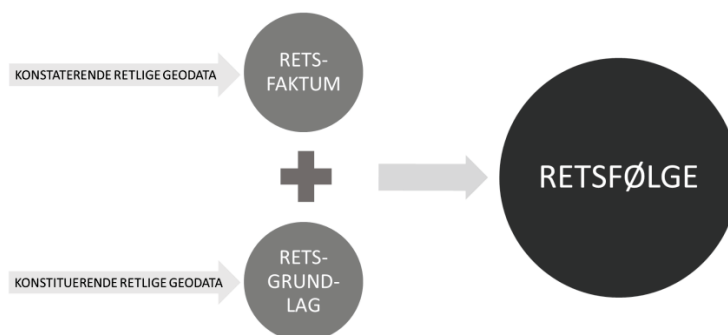 KONSTATERENDE RETLIGE GEODATA
RETS-
FAKTUM
RETSFØLGE
KONSTITUERENDE RETLIGE GEODATA
RETS-
GRUND-
LAG